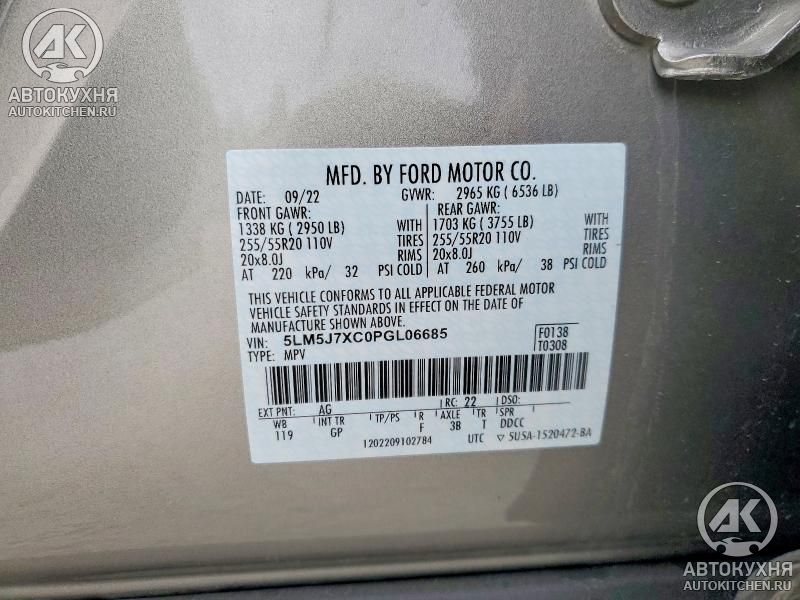 AK
АВТОКУХНЯ
AUTOKITCHEN.RU
MFD. BY FORD MOTOR CO.
DATE: 09/22 GVWR: 2965 KG ( 6536 LB)
FRONT GAWR: REAR GAWR:
1338 KG ( 2950 LB) WITH 1703 KG ( 3755 LB) WITH
255/55R20 110V TIRES 255/55R20 110V TIRES
20x8.0J RIMS 20x8.0J RIMS
AT 220 kPa/ 32 PSI COLD AT 260 kPa/ 38 PSI COLD
THIS VEHICLE CONFORMS TO ALL APPLICABLE FEDERAL MOTOR
VEHICLE SAFETY STANDARDS IN EFFECT ON THE DATE OF
MANUFACTURE SHOWN ABOVE.
VIN: 5LM5J7XC0PGL06685 F0138
TYPE: MPV T0308
EXT PNT: AG RC: 22 DSO:
WB INT TR TP/PS R AXLE TR SPR
119 GP F 3B T DDCC
1202209102784 UTC ▽ 5U5A-1520472-BA
AK
АВТОКУХНЯ
AUTOKITCHEN.RU